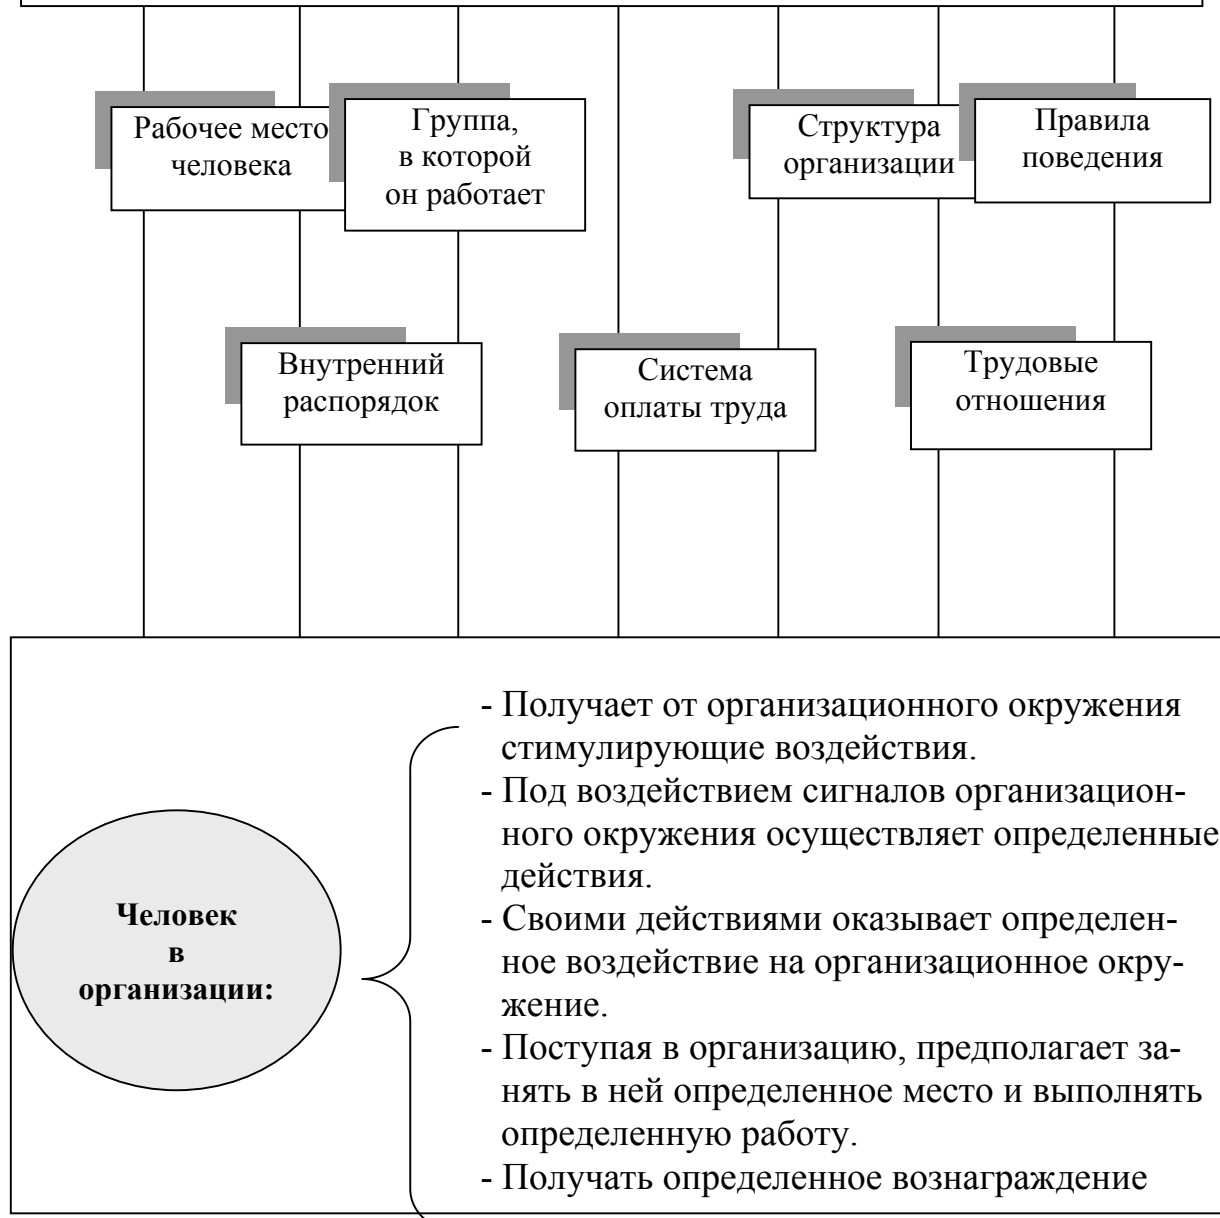 Рабочее место
человека
Группа,
в которой
он работает
Структура
организации
Правила
поведения
Внутренний
распорядок
Система
оплаты труда
Трудовые
отношения
Человек
в
организации:
- Получает от организационного окружения
стимулирующие воздействия.
- Под воздействием сигналов организацион-
ного окружения осуществляет определенные
действия.
- Своими действиями оказывает определен-
ное воздействие на организационное окру-
жение.
- Поступая в организацию, предполагает за-
нять в ней определенное место и выполнять
определенную работу.
- Получать определенное вознаграждение